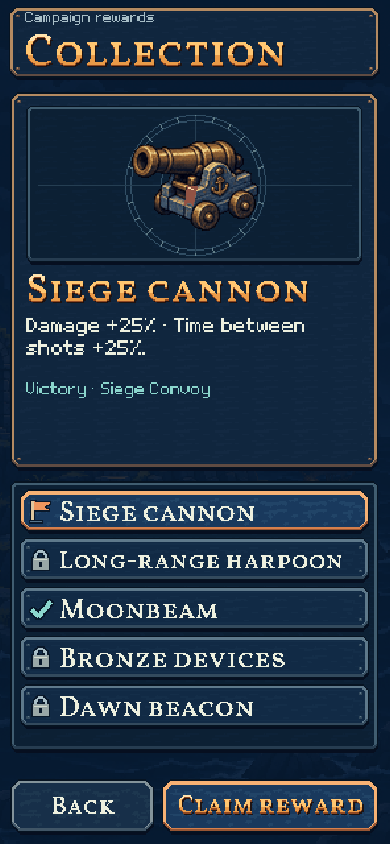 Campaign rewards
Collection
Siege cannon
Damage +25% · Time between
shots +25%.
Victory · Siege Convoy
Siege cannon
Long-range harpoon
Moonbeam
Bronze devices
Dawn beacon
Back
Claim reward